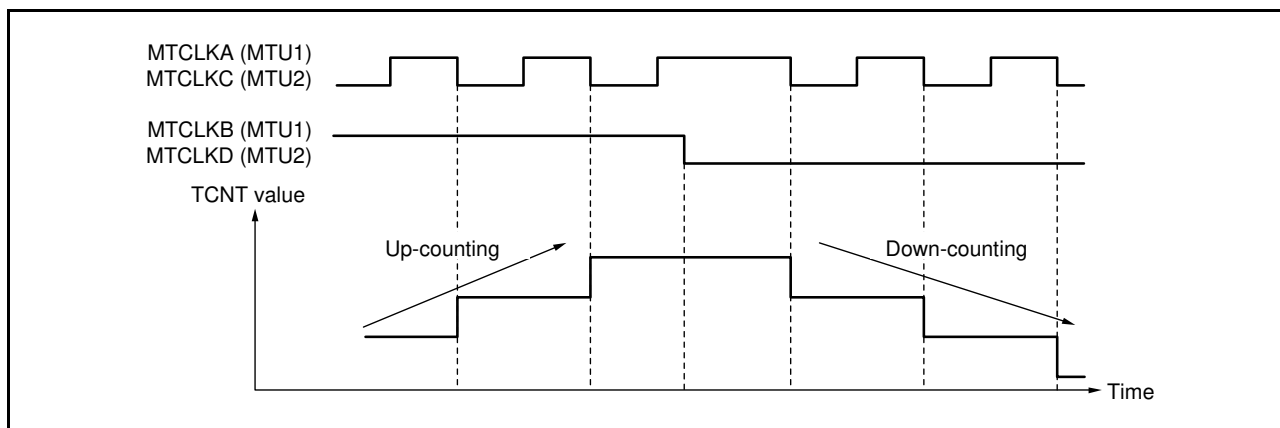 MTCLKA (MTU1)
MTCLKC (MTU2)
MTCLKB (MTU1)
MTCLKD (MTU2)
TCNT value
Up-counting
Down-counting
Time